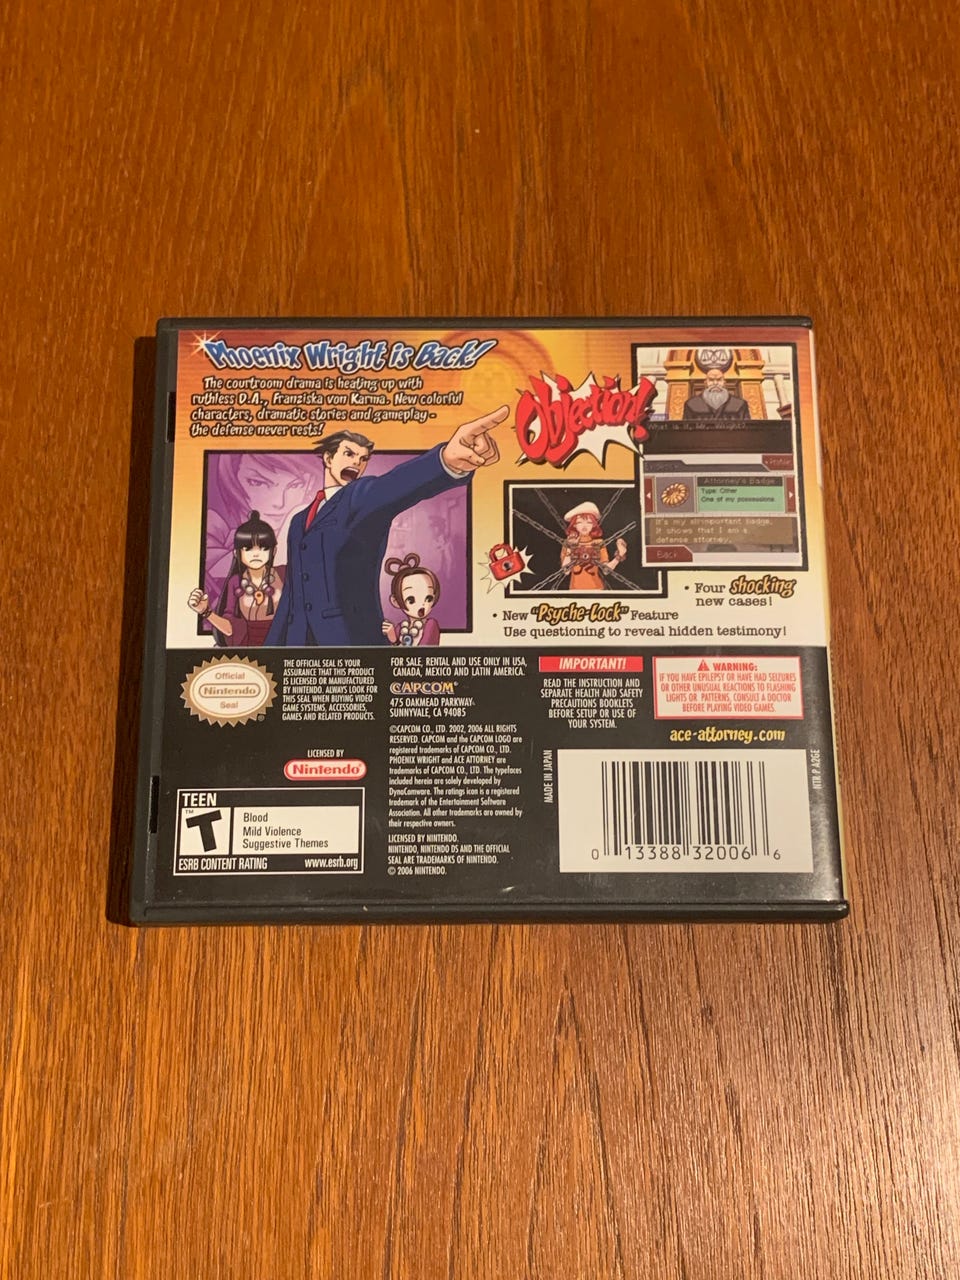 Phoenix Wright is Back!
The courtroom drama is heating up with
ruthless D.A., Franziska von Karma. New colorful
characters, dramatic stories and gameplay -
the defense never rests!
Objection!
What is it, Mr. Wright?
Evidence
Profile
Attorney's Badge
Type: Other
One of my possessions.
It's my all-important badge.
It shows that I am a
defense attorney.
Back
• Four shocking
new cases!
• New "Psyche-Lock" Feature
Use questioning to reveal hidden testimony!
Official
Nintendo
Seal
®
THE OFFICIAL SEAL IS YOUR
ASSURANCE THAT THIS PRODUCT
IS LICENSED OR MANUFACTURED
BY NINTENDO. ALWAYS LOOK FOR
THIS SEAL WHEN BUYING VIDEO
GAME SYSTEMS, ACCESSORIES,
GAMES AND RELATED PRODUCTS.
LICENSED BY
Nintendo®
TEEN
™
T
Blood
Mild Violence
Suggestive Themes
ESRB CONTENT RATING www.esrb.org
FOR SALE, RENTAL AND USE ONLY IN USA,
CANADA, MEXICO AND LATIN AMERICA.
CAPCOM®
475 OAKMEAD PARKWAY
SUNNYVALE, CA 94085
©CAPCOM CO., LTD. 2002, 2006 ALL RIGHTS
RESERVED. CAPCOM and the CAPCOM LOGO are
registered trademarks of CAPCOM CO., LTD.
PHOENIX WRIGHT and ACE ATTORNEY are
trademarks of CAPCOM CO., LTD. The typefaces
included herein are solely developed by
DynaComware. The ratings icon is a registered
trademark of the Entertainment Software
Association. All other trademarks are owned by
their respective owners.
LICENSED BY NINTENDO.
NINTENDO, NINTENDO DS AND THE OFFICIAL
SEAL ARE TRADEMARKS OF NINTENDO.
© 2006 NINTENDO.
IMPORTANT!
READ THE INSTRUCTION AND
SEPARATE HEALTH AND SAFETY
PRECAUTIONS BOOKLETS
BEFORE SETUP OR USE OF
YOUR SYSTEM.
WARNING:
IF YOU HAVE EPILEPSY OR HAVE HAD SEIZURES
OR OTHER UNUSUAL REACTIONS TO FLASHING
LIGHTS OR PATTERNS, CONSULT A DOCTOR
BEFORE PLAYING VIDEO GAMES.
ace-attorney.com
MADE IN JAPAN
NTR P A2GE
0 13388 32006 6